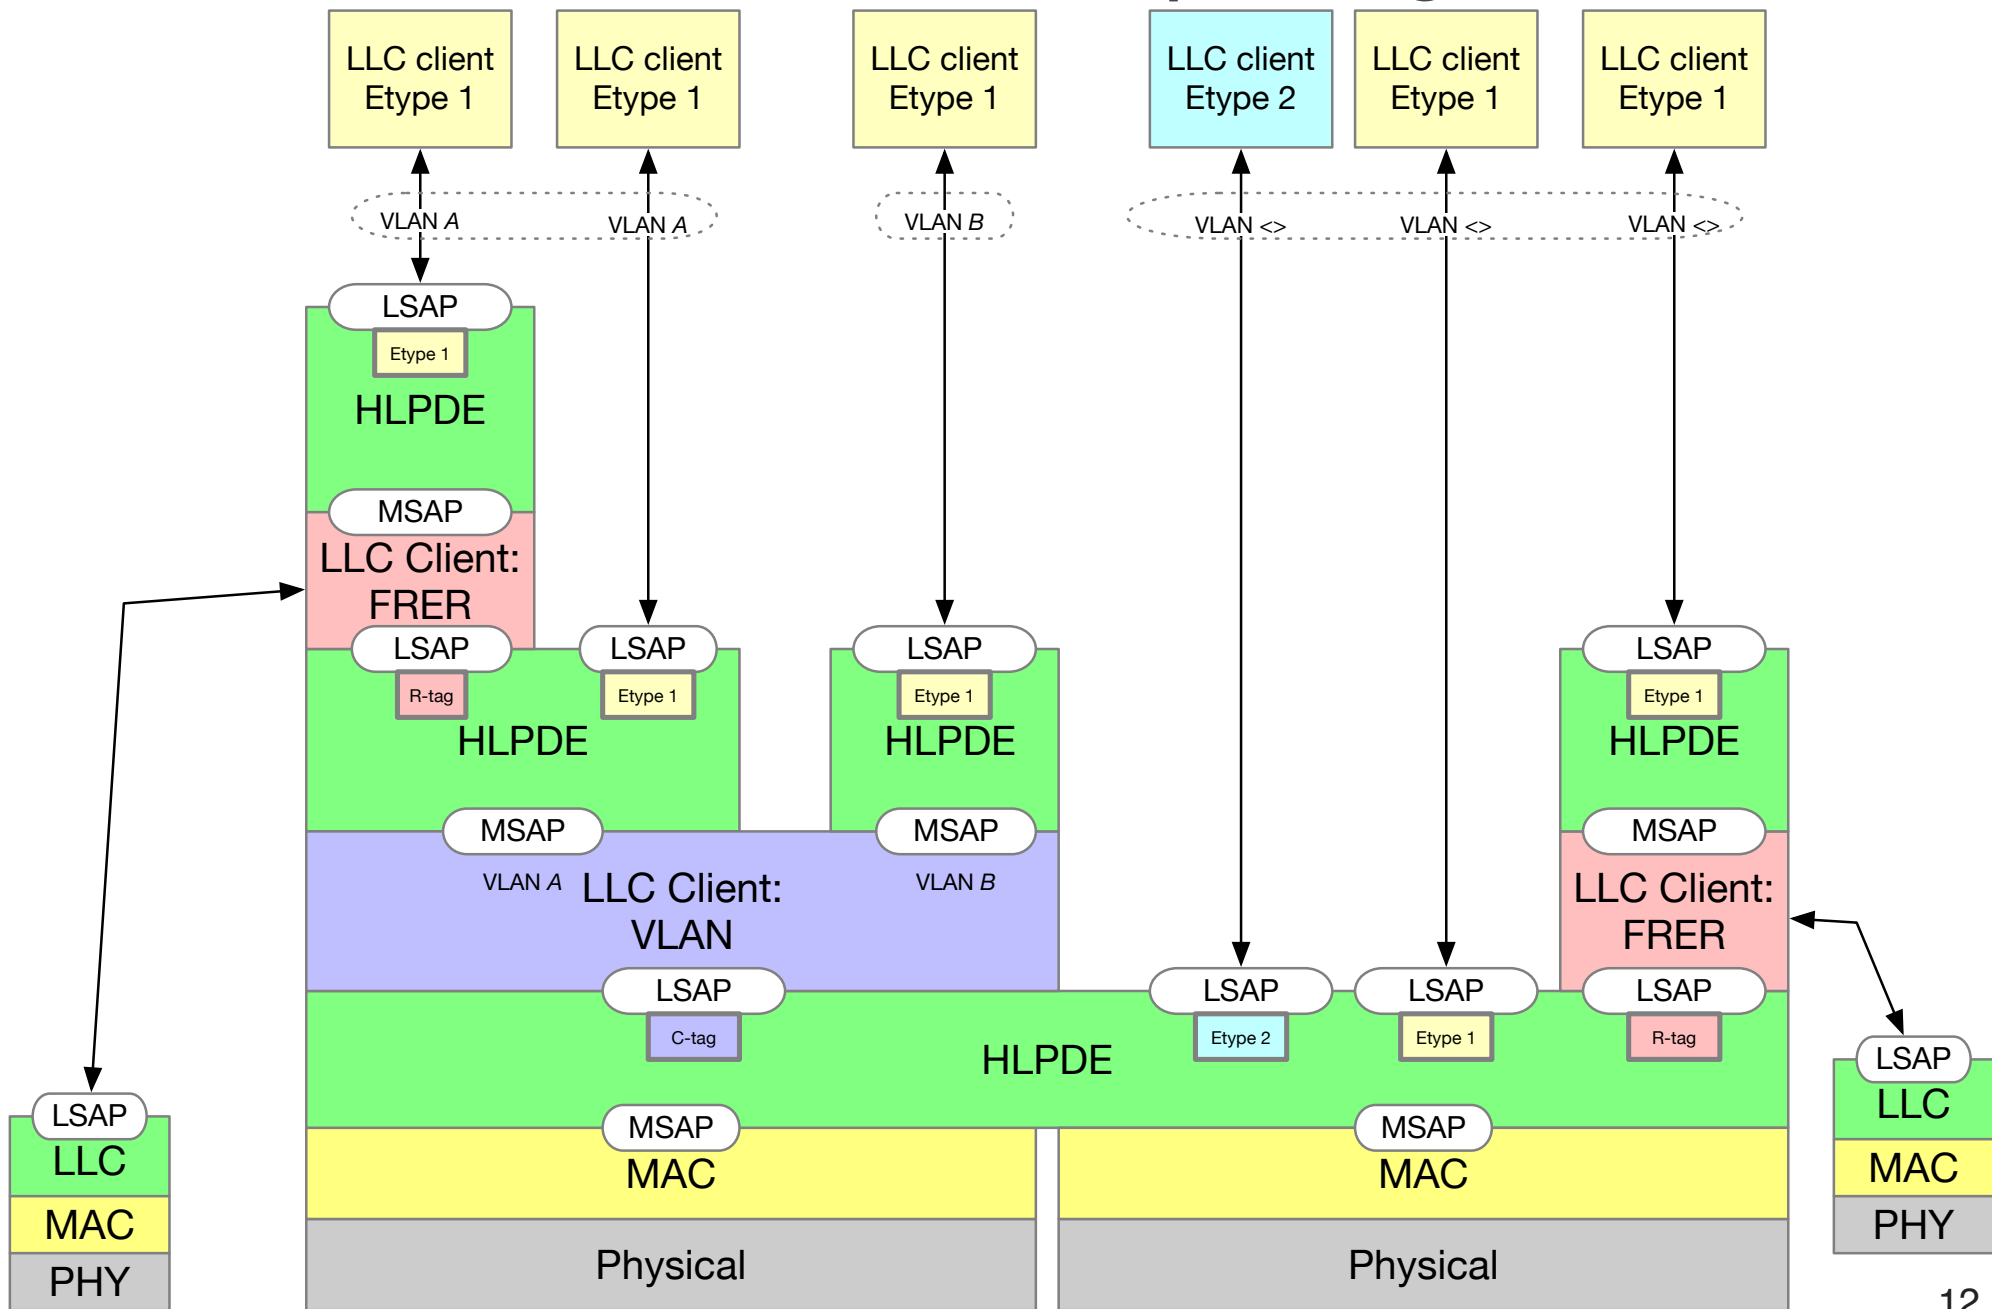 LLC client
Etype 1
LLC client
Etype 1
LLC client
Etype 1
LLC client
Etype 2
LLC client
Etype 1
LLC client
Etype 1
VLAN A
VLAN A
VLAN B
VLAN <>
VLAN <>
VLAN <>
LSAP
Etype 1
HLPDE
MSAP
LLC Client:
FRER
LSAP
R-tag
LSAP
Etype 1
HLPDE
LSAP
Etype 1
HLPDE
LSAP
Etype 1
HLPDE
MSAP
VLAN A
MSAP
VLAN B
LLC Client:
VLAN
MSAP
LLC Client:
FRER
LSAP
C-tag
LSAP
Etype 2
LSAP
Etype 1
LSAP
R-tag
HLPDE
MSAP
MAC
Physical
MSAP
MAC
Physical
LSAP
LLC
MAC
PHY
LSAP
LLC
MAC
PHY
12